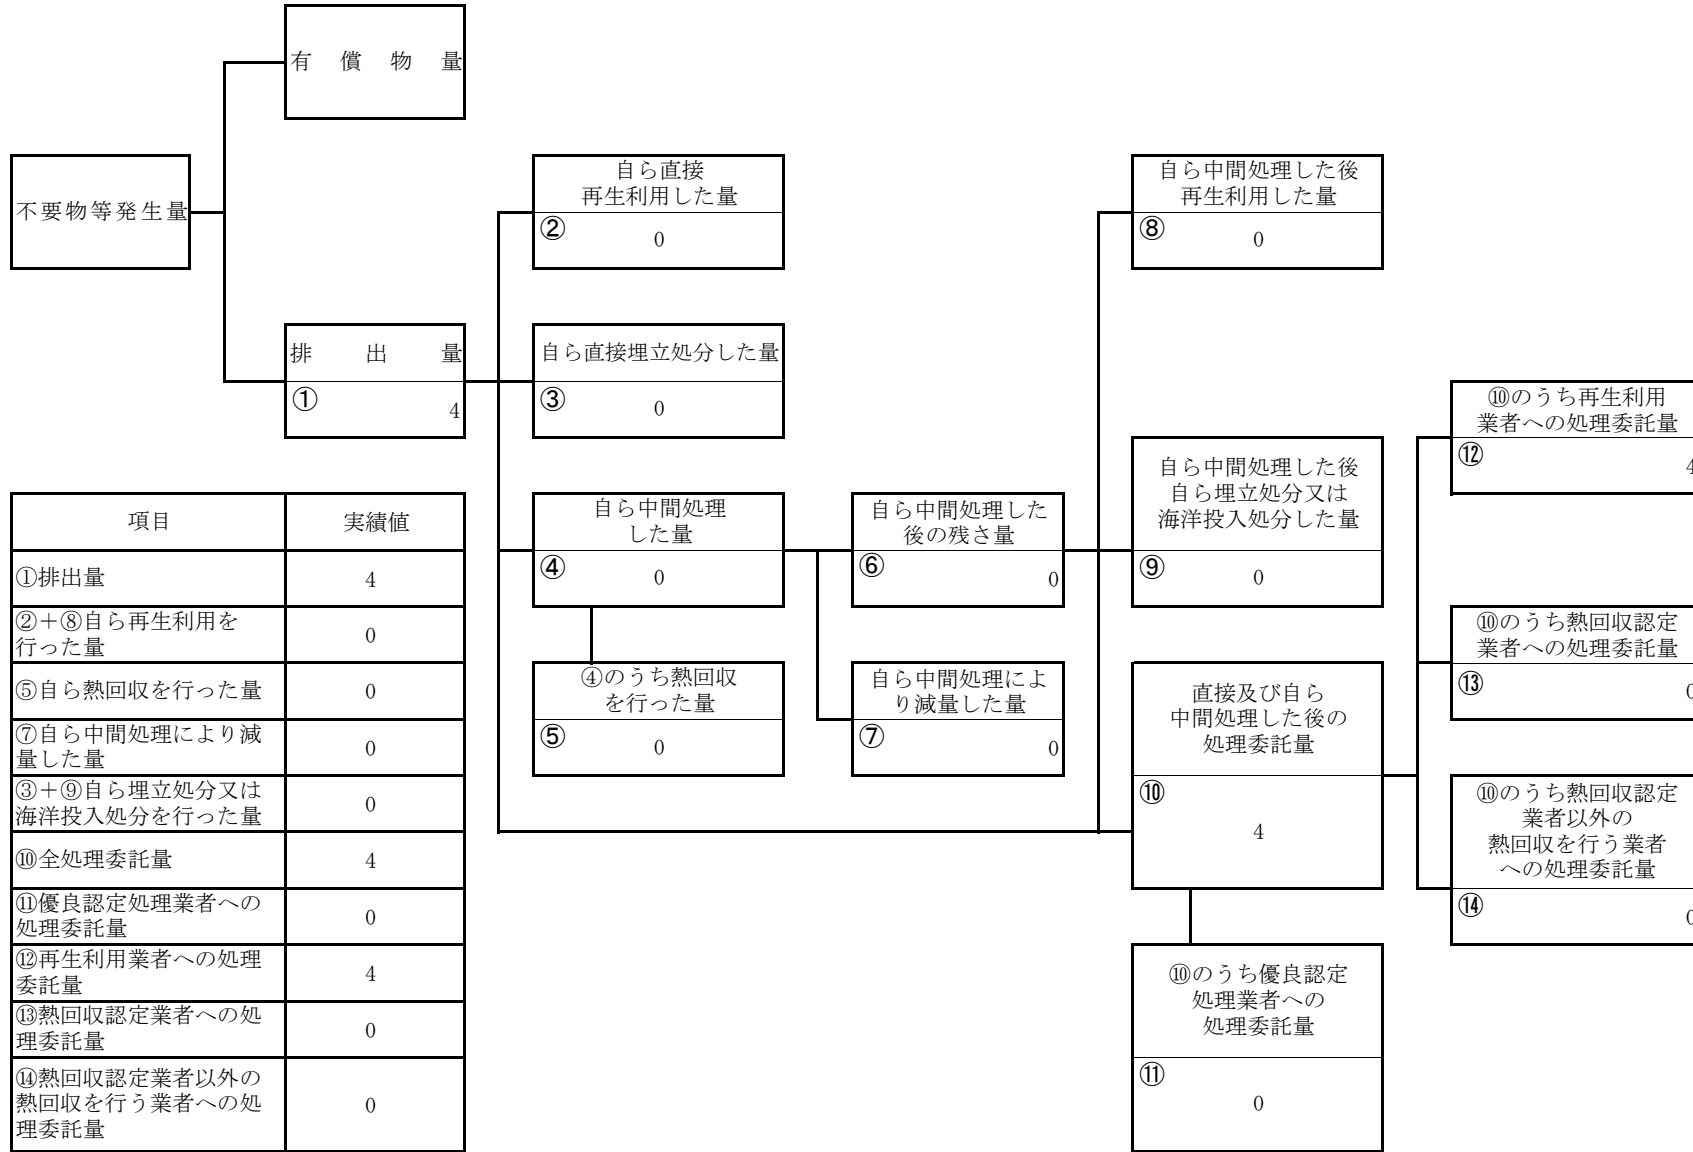 有償物量
不要物等発生量
自ら直接
再生利用した量
②
0
自ら中間処理した後
再生利用した量
⑧
0
排出量
①
4
自ら直接埋立処分した量
③
0
⑩のうち再生利用
業者への処理委託量
⑫
4
自ら中間処理した後
自ら埋立処分又は
海洋投入処分した量
⑨
0
自ら中間処理
した量
④
0
自ら中間処理した
後の残さ量
⑥
0
④のうち熱回収
を行った量
⑤
0
自ら中間処理によ
り減量した量
⑦
0
直接及び自ら
中間処理した後の
処理委託量
⑩
4
⑩のうち熱回収認定
業者への処理委託量
⑬
0
⑩のうち熱回収認定
業者以外の
熱回収を行う業者
への処理委託量
⑭
0
⑩のうち優良認定
処理業者への
処理委託量
⑪
0
項目 実績値
①排出量 4
②＋⑧自ら再生利用を
行った量 0
⑤自ら熱回収を行った量 0
⑦自ら中間処理により減
量した量 0
③＋⑨自ら埋立処分又は
海洋投入処分を行った量 0
⑩全処理委託量 4
⑪優良認定処理業者への
処理委託量 0
⑫再生利用業者への処理
委託量 4
⑬熱回収認定業者への処
理委託量 0
⑭熱回収認定業者以外の
熱回収を行う業者への処
理委託量 0